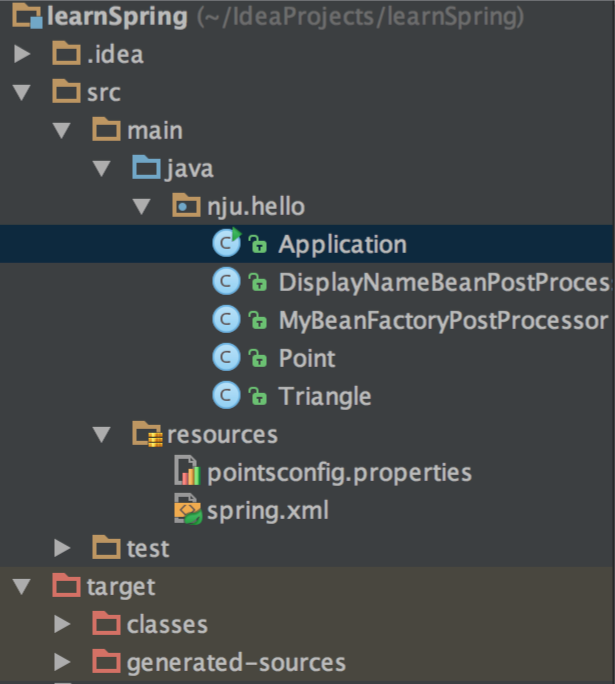 learnSpring (~/IdeaProjects/learnSpring)
.idea
src
main
java
nju.hello
Application
DisplayNameBeanPostProces
MyBeanFactoryPostProcessor
Point
Triangle
resources
pointsconfig.properties
spring.xml
test
target
classes
generated-sources